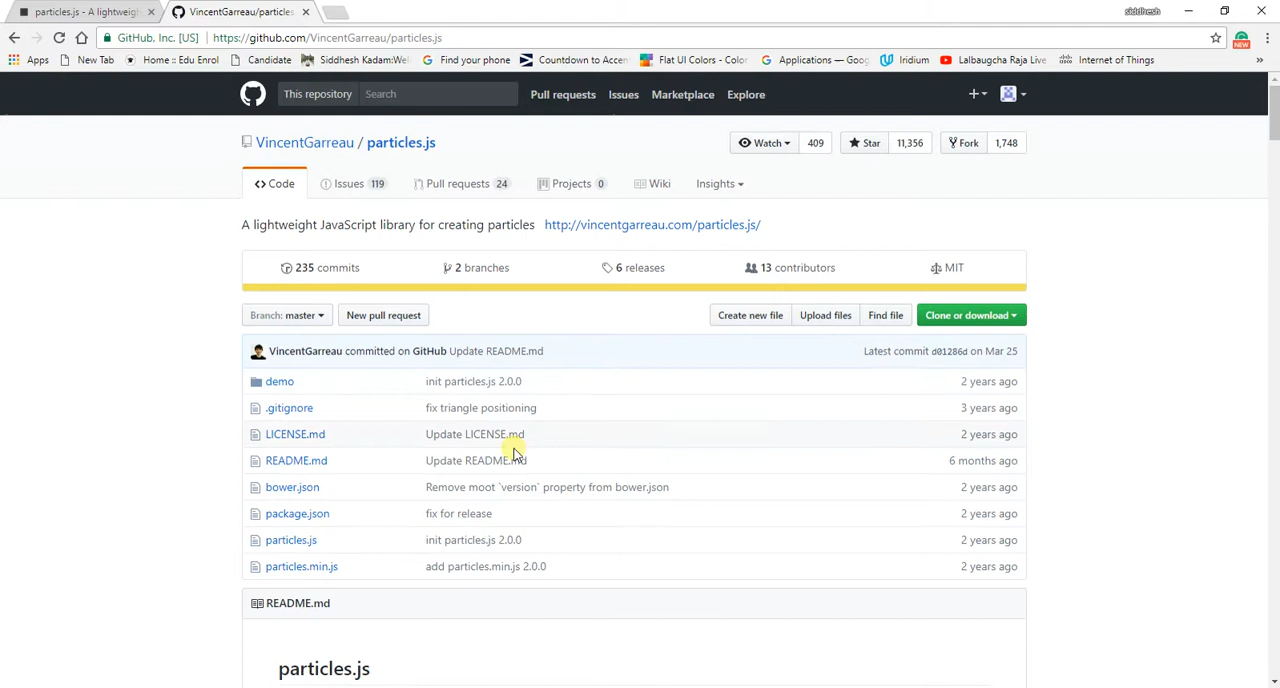 particles.js - A lightweigh
VincentGarreau/particles
siddhesh
GitHub, Inc. [US]
https://github.com/VincentGarreau/particles.js
NEW
Apps
New Tab
Home :: Edu Enrol
Candidate
Siddhesh Kadam:Wel
Find your phone
Countdown to Accen
Flat UI Colors - Color
Applications — Goog
Iridium
Lalbaugcha Raja Live
Internet of Things
»
This repository
Search
Pull requests
Issues
Marketplace
Explore
VincentGarreau / particles.js
Watch
409
Star
11,356
Fork
1,748
Code
Issues 119
Pull requests 24
Projects 0
Wiki
Insights
A lightweight JavaScript library for creating particles http://vincentgarreau.com/particles.js/
235 commits
2 branches
6 releases
13 contributors
MIT
Branch: master
New pull request
Create new file
Upload files
Find file
Clone or download
VincentGarreau committed on GitHub Update README.md
Latest commit d01286d on Mar 25
demo
init particles.js 2.0.0
2 years ago
.gitignore
fix triangle positioning
3 years ago
LICENSE.md
Update LICENSE.md
2 years ago
README.md
Update README.md
6 months ago
bower.json
Remove moot `version` property from bower.json
2 years ago
package.json
fix for release
2 years ago
particles.js
init particles.js 2.0.0
2 years ago
particles.min.js
add particles.min.js 2.0.0
2 years ago
README.md
particles.js